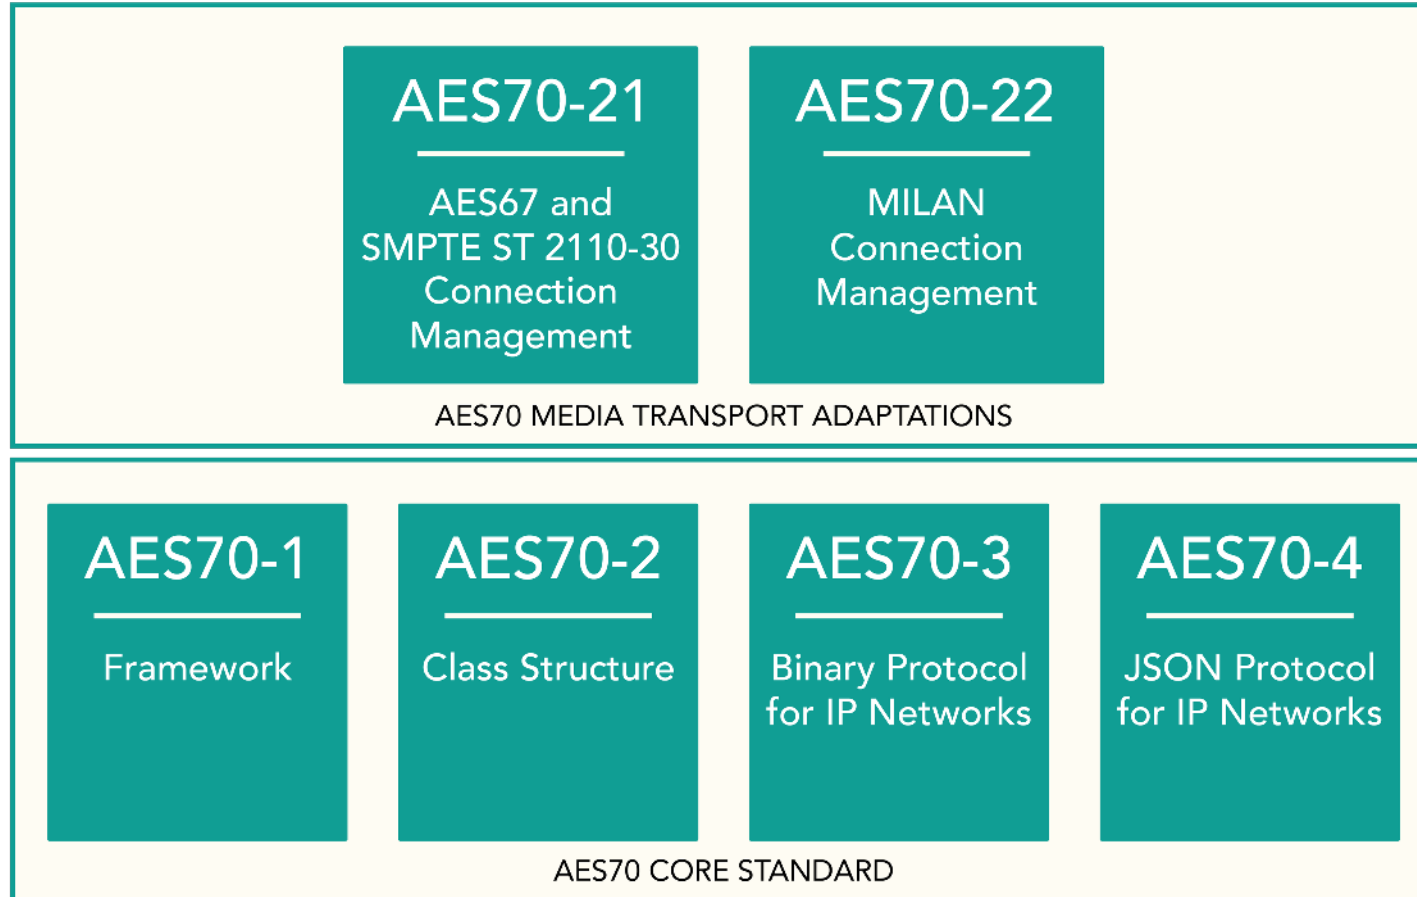 AES70-21
AES67 and
SMPTE ST 2110-30
Connection
Management
AES70-22
MILAN
Connection
Management
AES70 MEDIA TRANSPORT ADAPTATIONS
AES70-1
Framework
AES70-2
Class Structure
AES70-3
Binary Protocol
for IP Networks
AES70-4
JSON Protocol
for IP Networks
AES70 CORE STANDARD